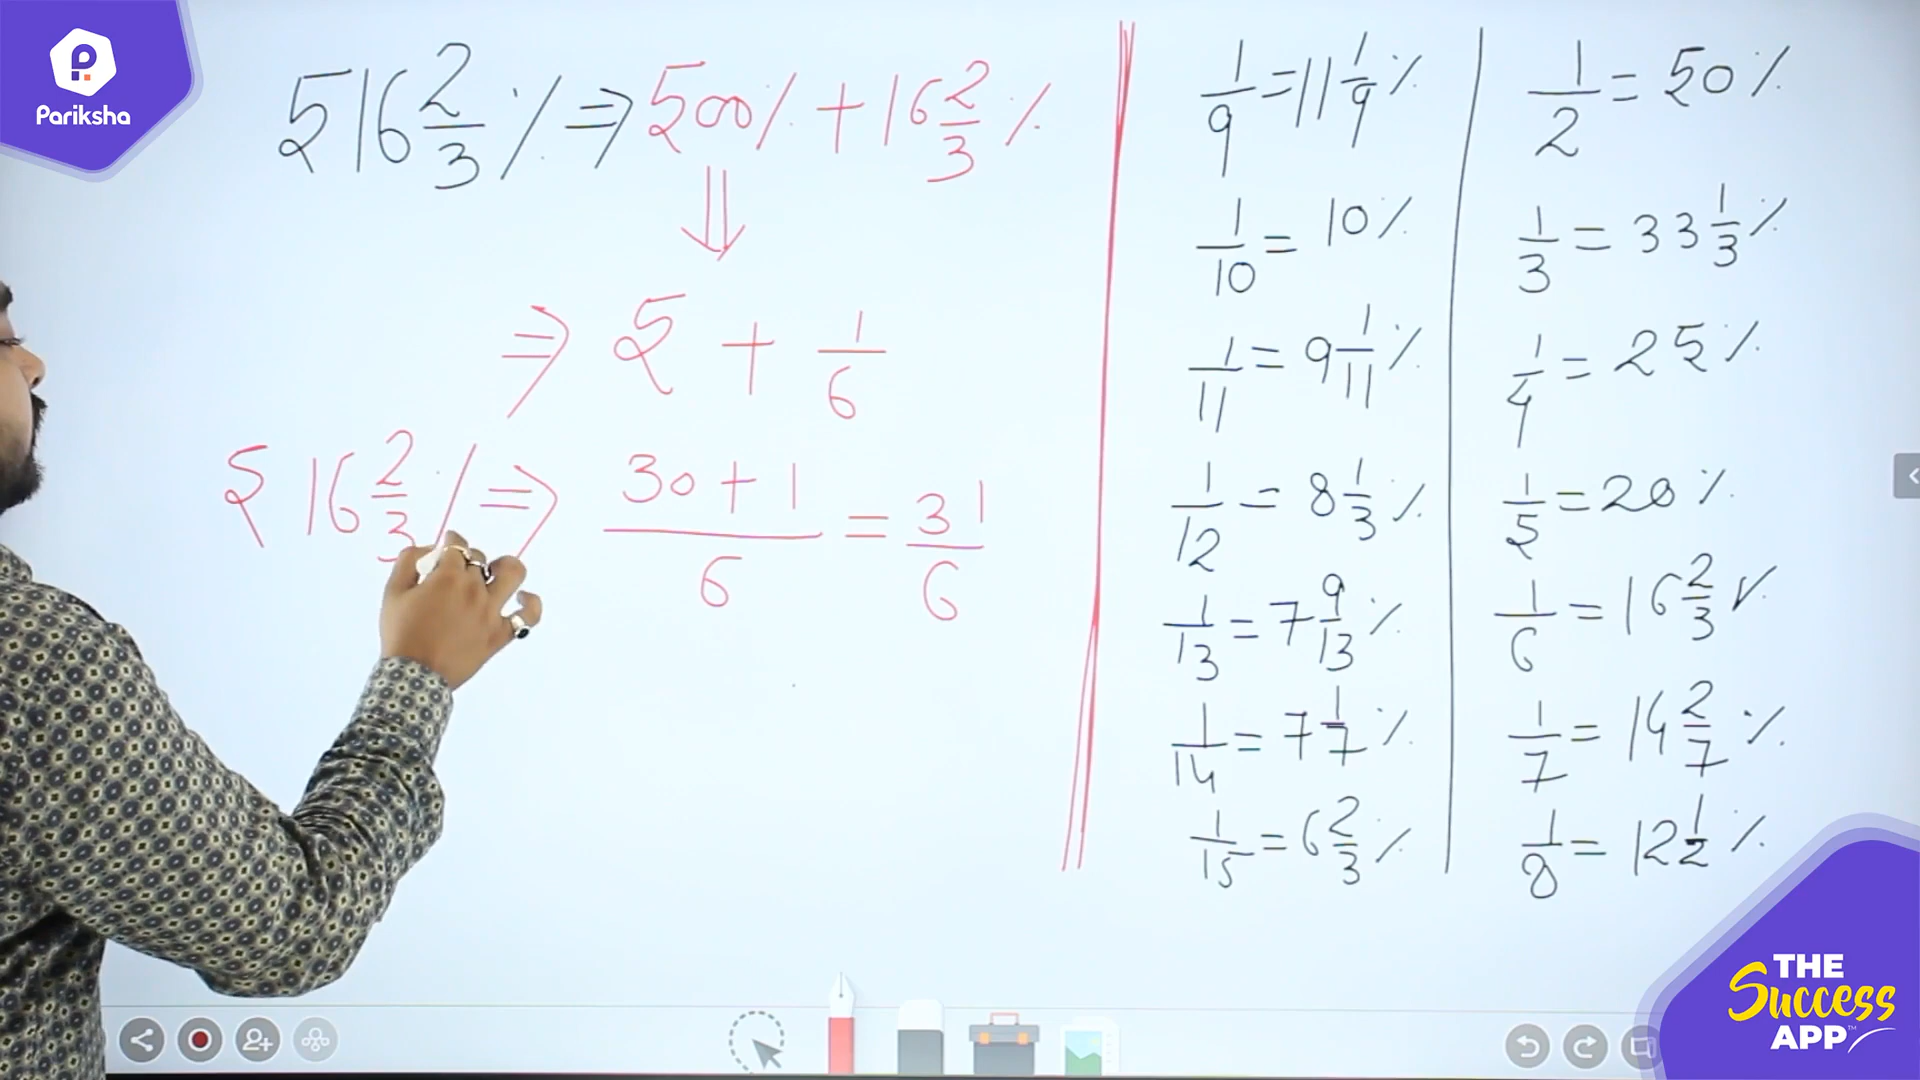 Pariksha
516 2/3 % ⇒ 500% + 16 2/3 %
⇓
⇒ 5 + 1/6
516 2/3 % ⇒ (30 + 1)/6 = 31/6
1/9 = 11 1/9 %
1/10 = 10%
1/11 = 9 1/11 %
1/12 = 8 1/3 %
1/13 = 7 9/13 %
1/14 = 7 1/7 %
1/15 = 6 2/3 %
1/2 = 50%
1/3 = 33 1/3 %
1/4 = 25%
1/5 = 20%
1/6 = 16 2/3 ✓
1/7 = 14 2/7 %
1/8 = 12 1/2 %
THE
Success
APP™